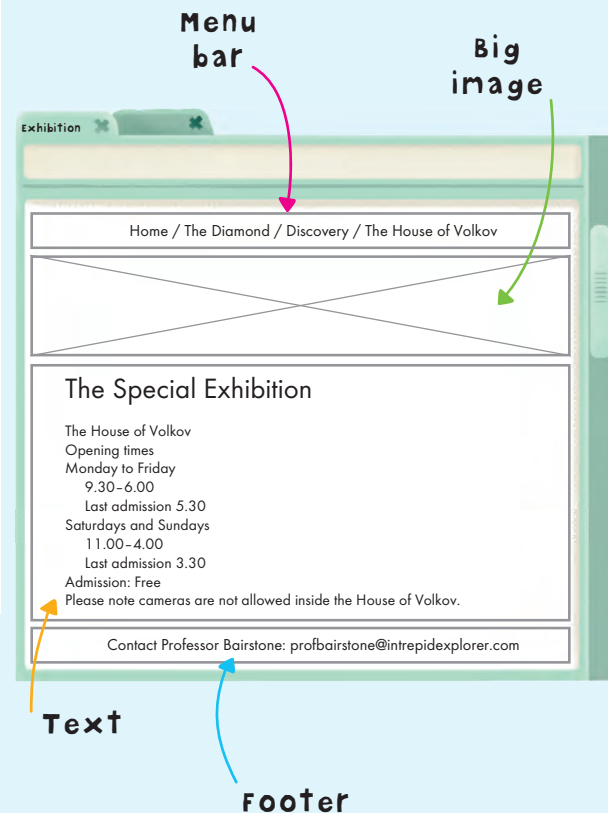 Menu
bar
Big
image
Exhibition
Home / The Diamond / Discovery / The House of Volkov
The Special Exhibition
The House of Volkov
Opening times
Monday to Friday
9.30–6.00
Last admission 5.30
Saturdays and Sundays
11.00–4.00
Last admission 3.30
Admission: Free
Please note cameras are not allowed inside the House of Volkov.
Contact Professor Bairstone: profbairstone@intrepidexplorer.com
Text
Footer